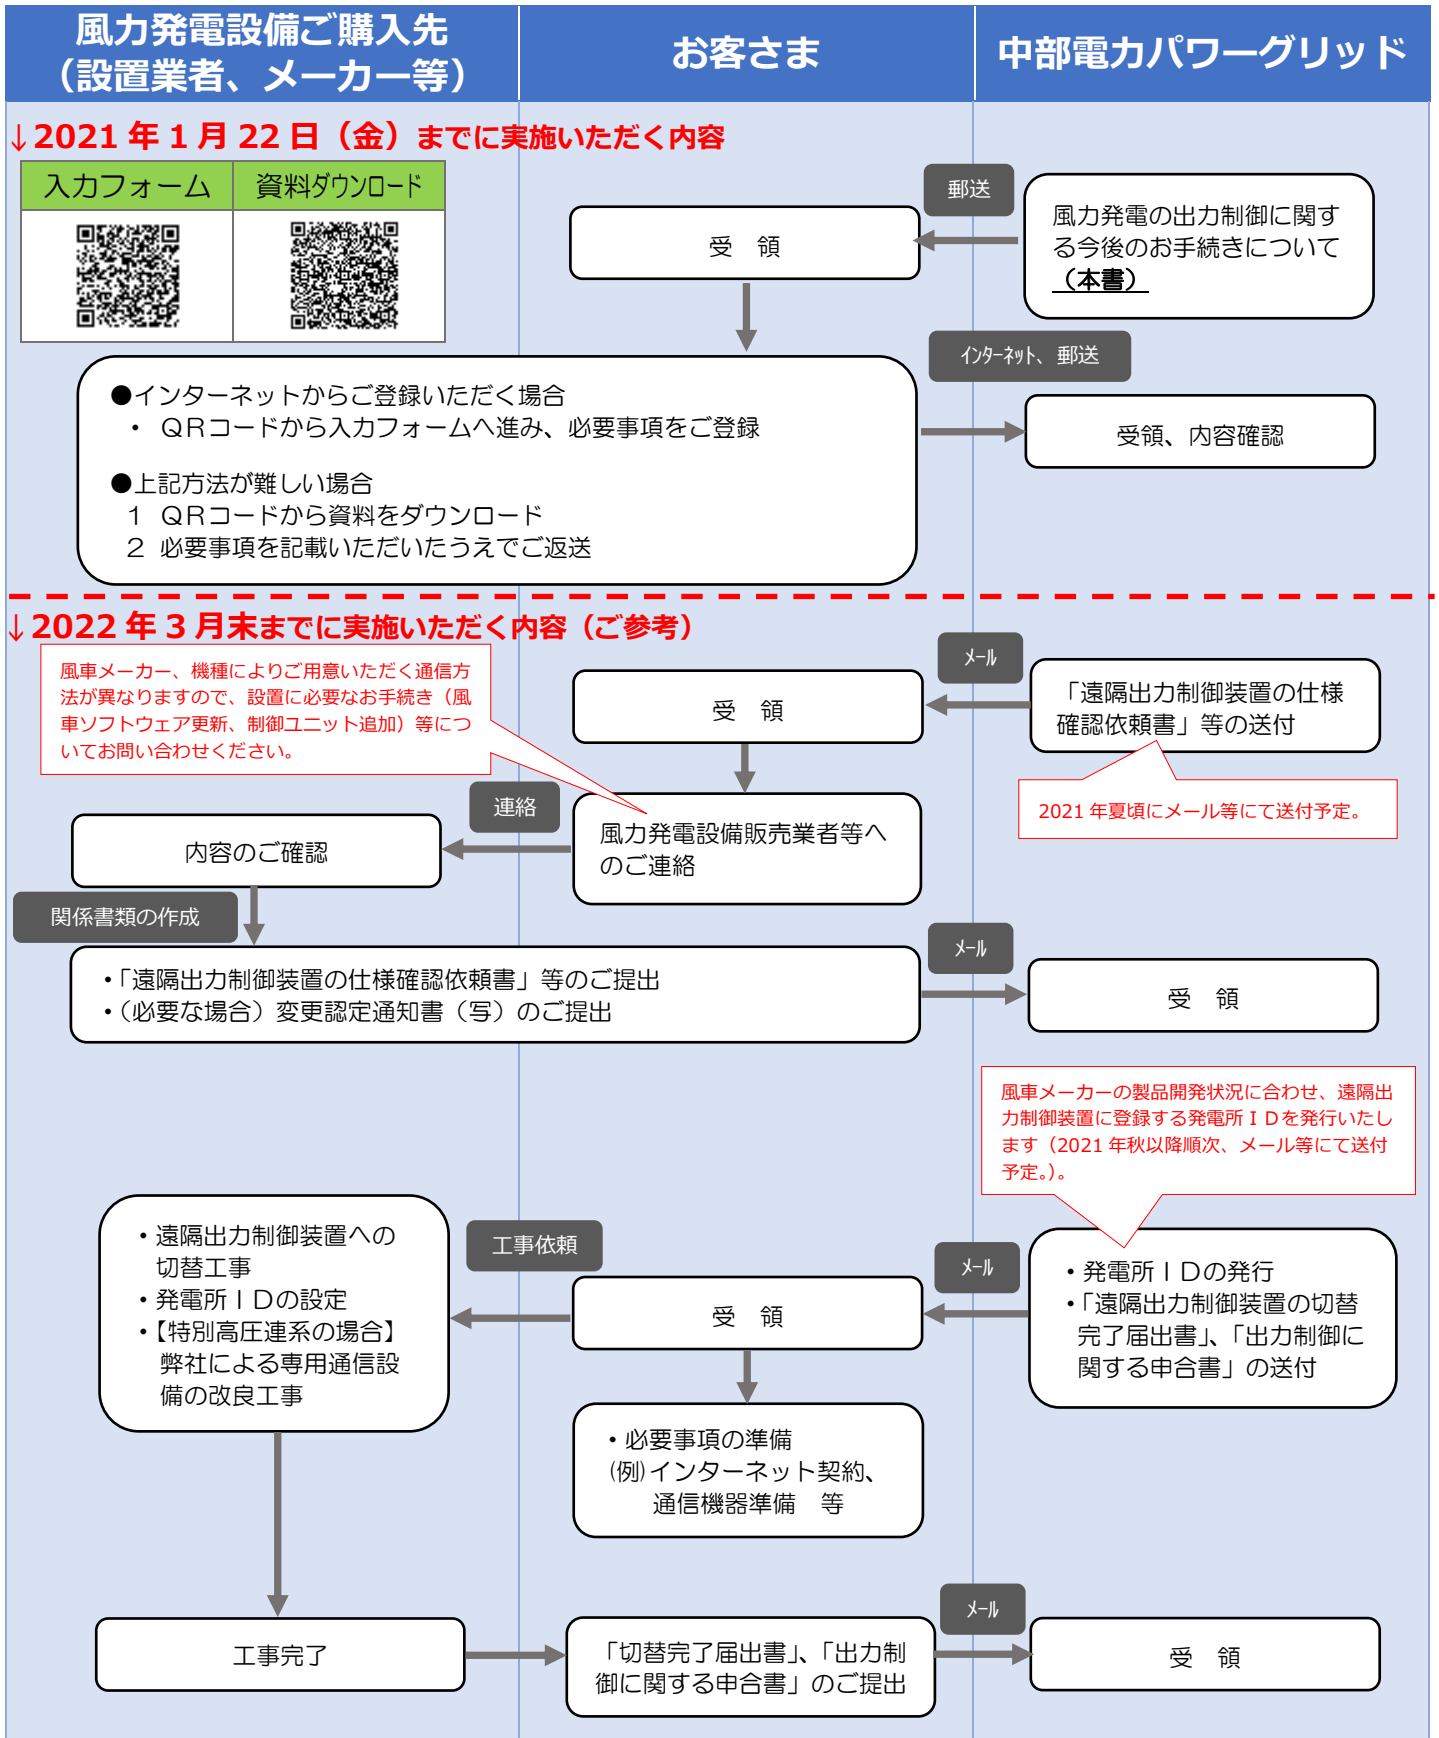 風力発電設備ご購入先
（設置業者、メーカー等）
お客さま
中部電力パワーグリッド
↓2021年1月22日（金）までに実施いただく内容
入力フォーム
資料ダウンロード
郵送
風力発電の出力制御に関す
る今後のお手続きについて
（本書）
受　領
インターネット、郵送
●インターネットからご登録いただく場合
・ ＱＲコードから入力フォームへ進み、必要事項をご登録
●上記方法が難しい場合
１ ＱＲコードから資料をダウンロード
２ 必要事項を記載いただいたうえでご返送
受領、内容確認
↓2022年3月末までに実施いただく内容（ご参考）
風車メーカー、機種によりご用意いただく通信方
法が異なりますので、設置に必要なお手続き（風
車ソフトウェア更新、制御ユニット追加）等につ
いてお問い合わせください。
メール
「遠隔出力制御装置の仕様
確認依頼書」等の送付
受　領
2021年夏頃にメール等にて送付予定。
連絡
風力発電設備販売業者等へ
のご連絡
内容のご確認
関係書類の作成
・「遠隔出力制御装置の仕様確認依頼書」等のご提出
・（必要な場合）変更認定通知書（写）のご提出
メール
受　領
風車メーカーの製品開発状況に合わせ、遠隔出
力制御装置に登録する発電所ＩＤを発行いたし
ます（2021年秋以降順次、メール等にて送付
予定。）。
・遠隔出力制御装置への
切替工事
・発電所ＩＤの設定
・【特別高圧連系の場合】
弊社による専用通信設
備の改良工事
工事依頼
受　領
メール
・発電所ＩＤの発行
・「遠隔出力制御装置の切替
完了届出書」、「出力制御に
関する申合書」の送付
・必要事項の準備
(例)インターネット契約、
通信機器準備　等
工事完了
「切替完了届出書」、「出力制
御に関する申合書」のご提出
メール
受　領